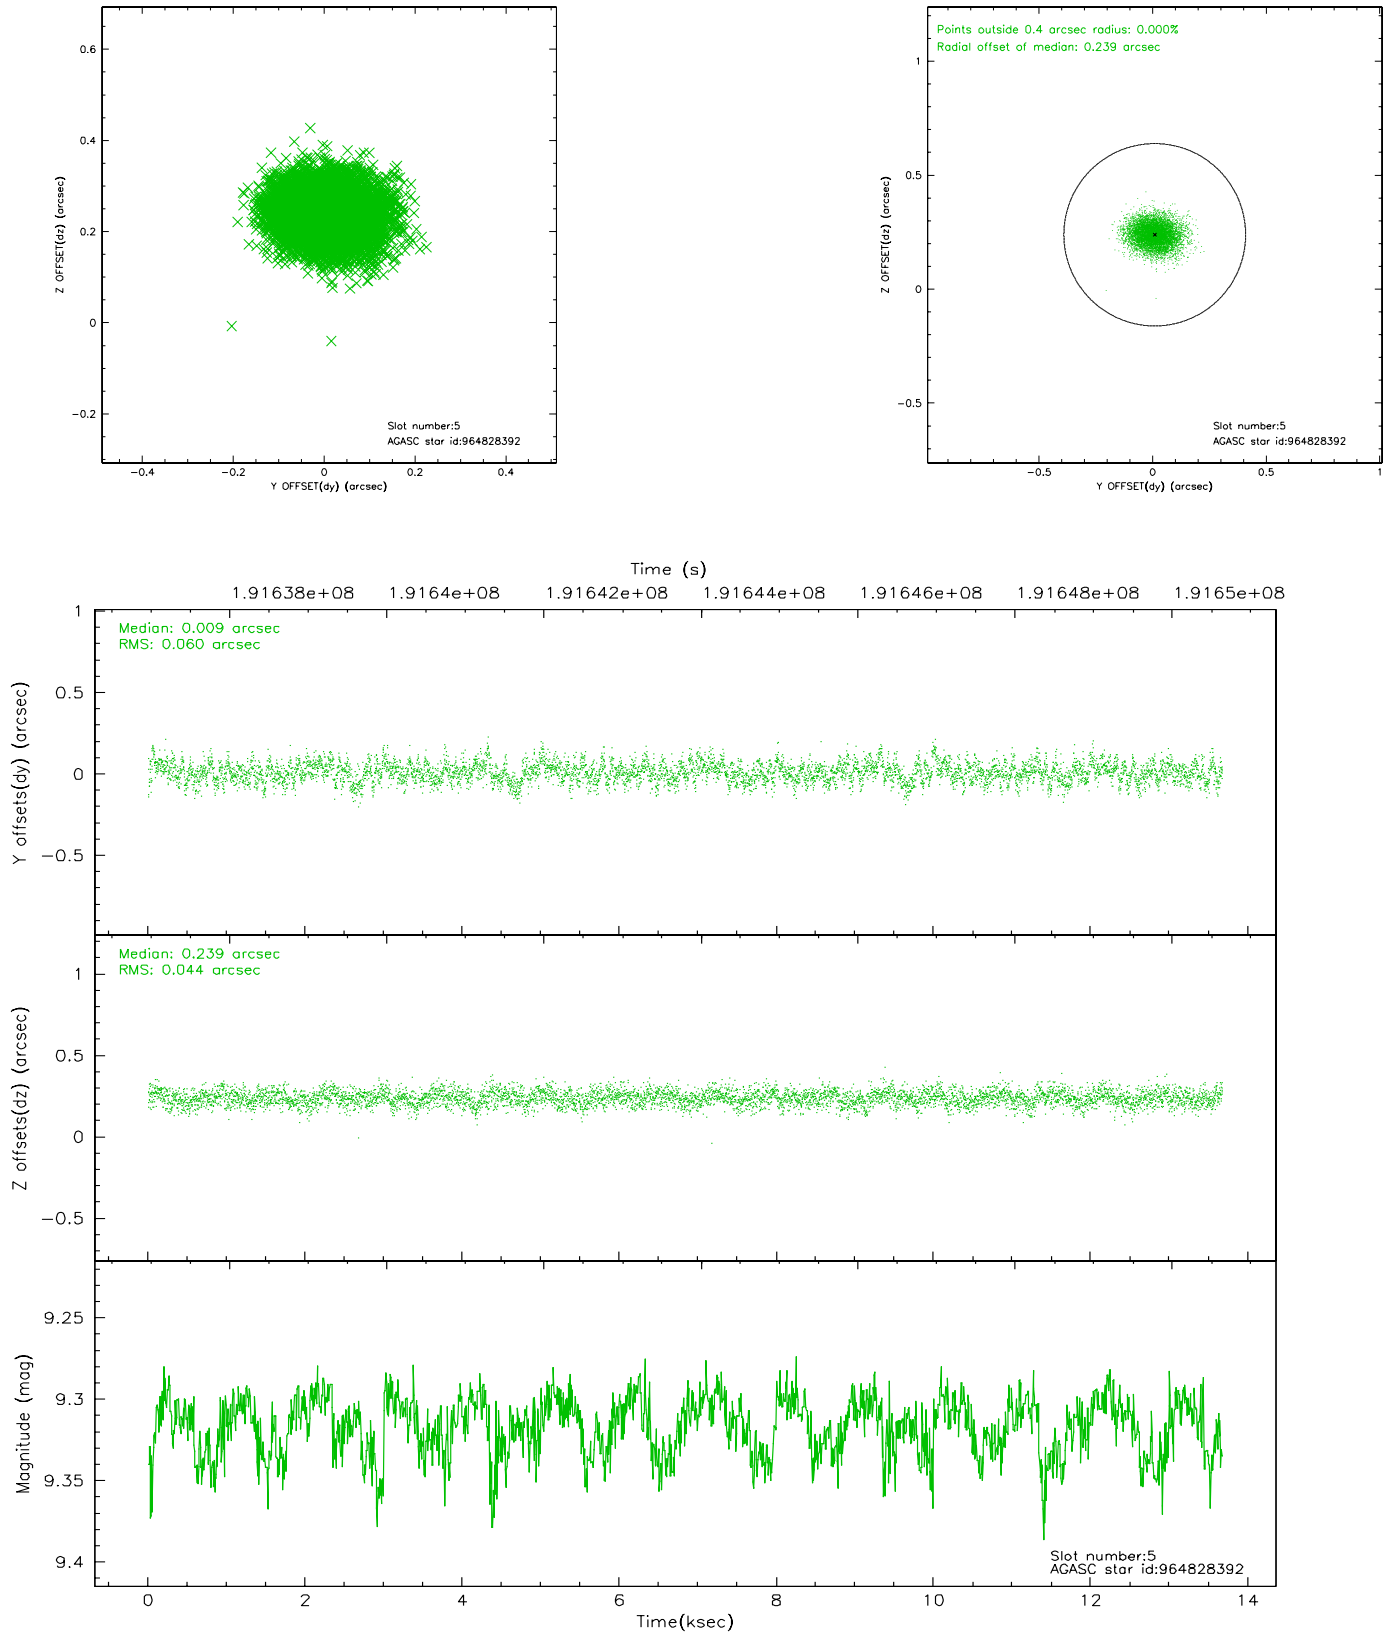 0.6
0.4
0.2
0
−0.2
Z OFFSET(dz) (arcsec)
Slot number:5
AGASC star id:964828392
−0.4 −0.2 0 0.2 0.4
Y OFFSET(dy) (arcsec)
Points outside 0.4 arcsec radius: 0.000%
Radial offset of median: 0.239 arcsec
1
0.5
0
−0.5
Z OFFSET(dz) (arcsec)
Slot number:5
AGASC star id:964828392
−0.5 0 0.5 1
Y OFFSET(dy) (arcsec)
Time (s)
1.91638e+08 1.9164e+08 1.91642e+08 1.91644e+08 1.91646e+08 1.91648e+08 1.9165e+08
Median: 0.009 arcsec
RMS: 0.060 arcsec
1
0.5
0
−0.5
Y offsets(dy) (arcsec)
Median: 0.239 arcsec
RMS: 0.044 arcsec
1
0.5
0
−0.5
Z offsets(dz) (arcsec)
9.25
9.3
9.35
9.4
Magnitude (mag)
Slot number:5
AGASC star id:964828392
0 2 4 6 8 10 12 14
Time(ksec)